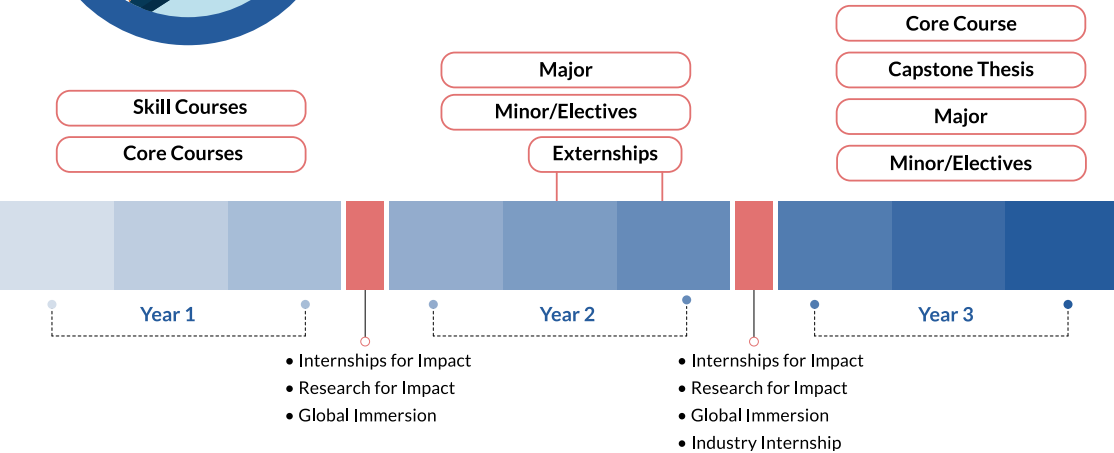 Skill Courses
Core Courses
Major
Minor/Electives
Externships
Core Course
Capstone Thesis
Major
Minor/Electives
Year 1
Year 2
Year 3
• Internships for Impact
• Research for Impact
• Global Immersion
• Internships for Impact
• Research for Impact
• Global Immersion
• Industry Internship